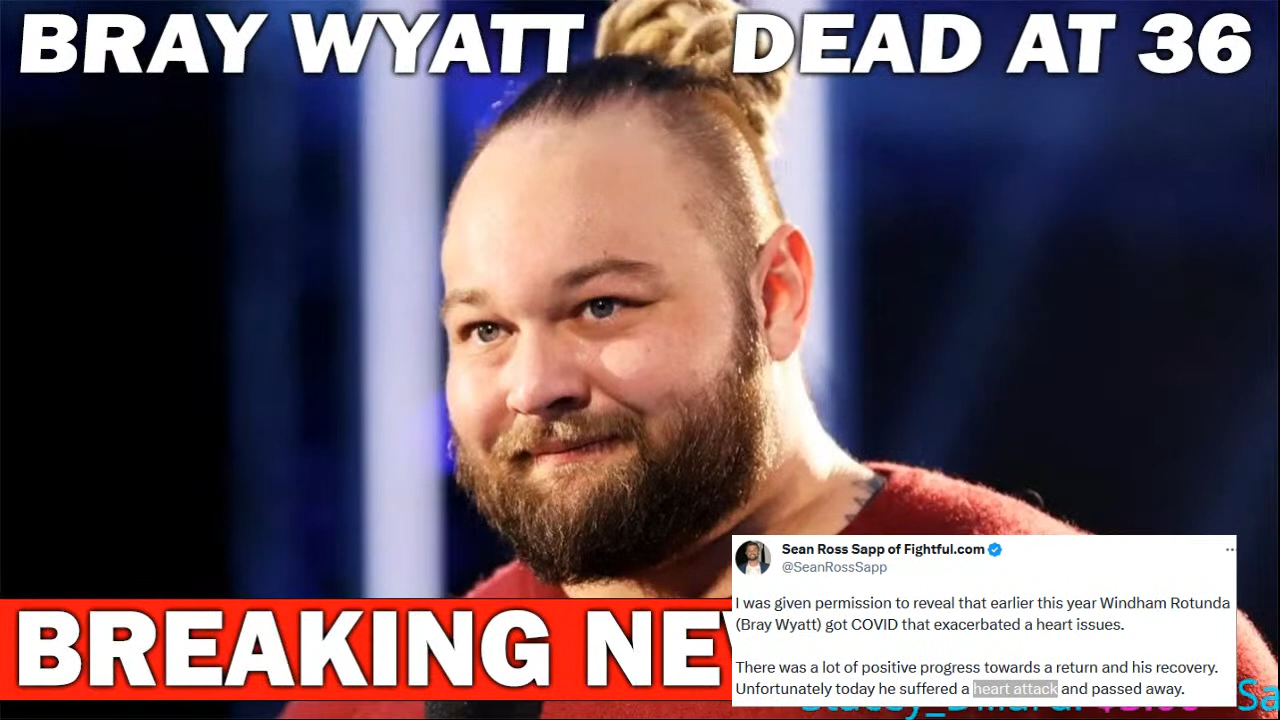 BRAY WYATT DEAD AT 36
Sean Ross Sapp of Fightful.com
@SeanRossSapp
I was given permission to reveal that earlier this year Windham Rotunda
(Bray Wyatt) got COVID that exacerbated a heart issues.
There was a lot of positive progress towards a return and his recovery.
Unfortunately today he suffered a heart attack and passed away.
BREAKING NE
Sa